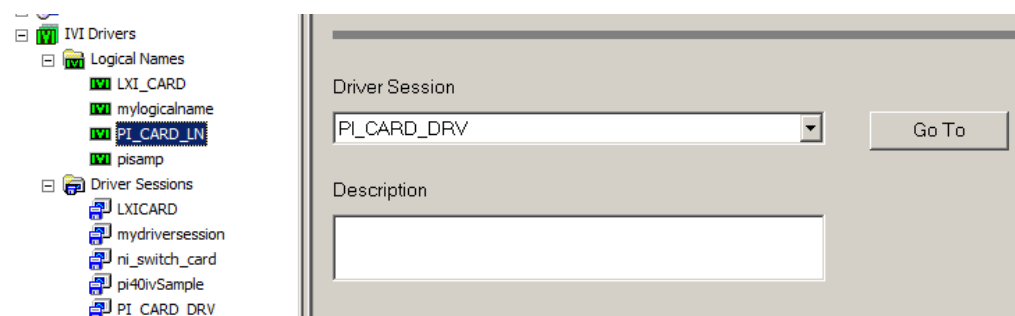 IVI Drivers
Logical Names
LXI_CARD
mylogicalname
PI_CARD_LN
pisamp
Driver Sessions
LXICARD
mydriversession
ni_switch_card
pi40ivSample
PI_CARD_DRV
Driver Session
PI_CARD_DRV
Go To
Description